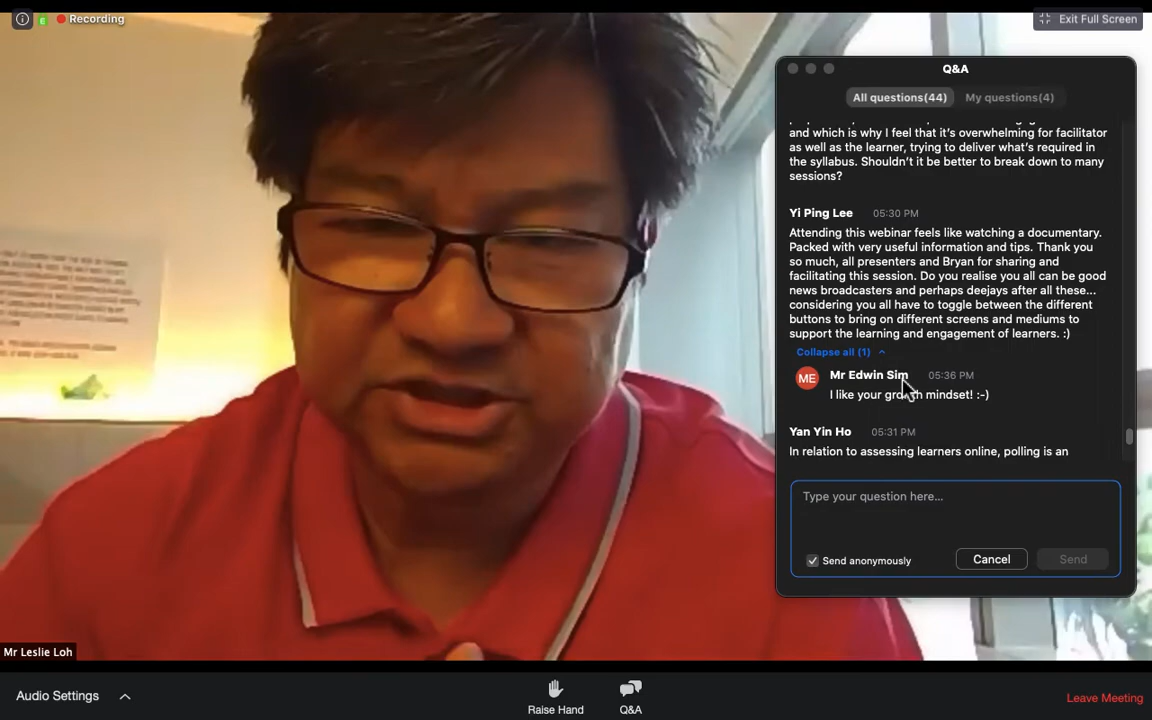 Recording
Exit Full Screen
Q&A
All questions(44) My questions(4)
and which is why I feel that it's overwhelming for facilitator
as well as the learner, trying to deliver what's required in
the syllabus. Shouldn't it be better to break down to many
sessions?
Yi Ping Lee 05:30 PM
Attending this webinar feels like watching a documentary.
Packed with very useful information and tips. Thank you
so much, all presenters and Bryan for sharing and
facilitating this session. Do you realise you all can be good
news broadcasters and perhaps deejays after all these...
considering you all have to toggle between the different
buttons to bring on different screens and mediums to
support the learning and engagement of learners. :)
Collapse all (1)
ME
Mr Edwin Sim 05:36 PM
I like your growth mindset! :-)
Yan Yin Ho 05:31 PM
In relation to assessing learners online, polling is an
Type your question here...
Send anonymously Cancel Send
Mr Leslie Loh
Audio Settings
Raise Hand
Q&A
Leave Meeting